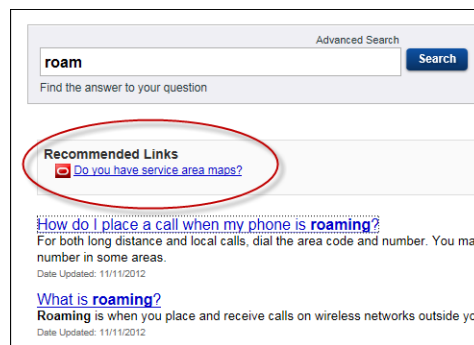 Advanced Search
roam
Search
Find the answer to your question
Recommended Links
Do you have service area maps?
How do I place a call when my phone is roaming?
For both long distance and local calls, dial the area code and number. You
number in some areas.
Date Updated: 11/11/2012
What is roaming?
Roaming is when you place and receive calls on wireless networks outside
Date Updated: 11/11/2012